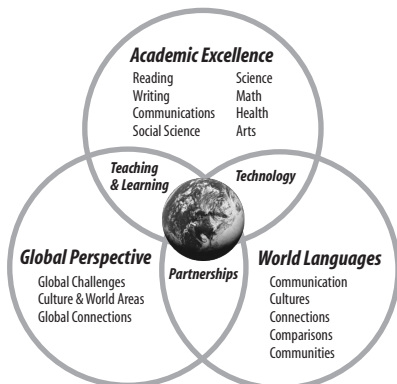 Academic Excellence
Reading
Writing
Communications
Social Science
Science
Math
Health
Arts
Teaching
& Learning
Technology
Partnerships
Global Perspective
Global Challenges
Culture & World Areas
Global Connections
World Languages
Communication
Cultures
Connections
Comparisons
Communities